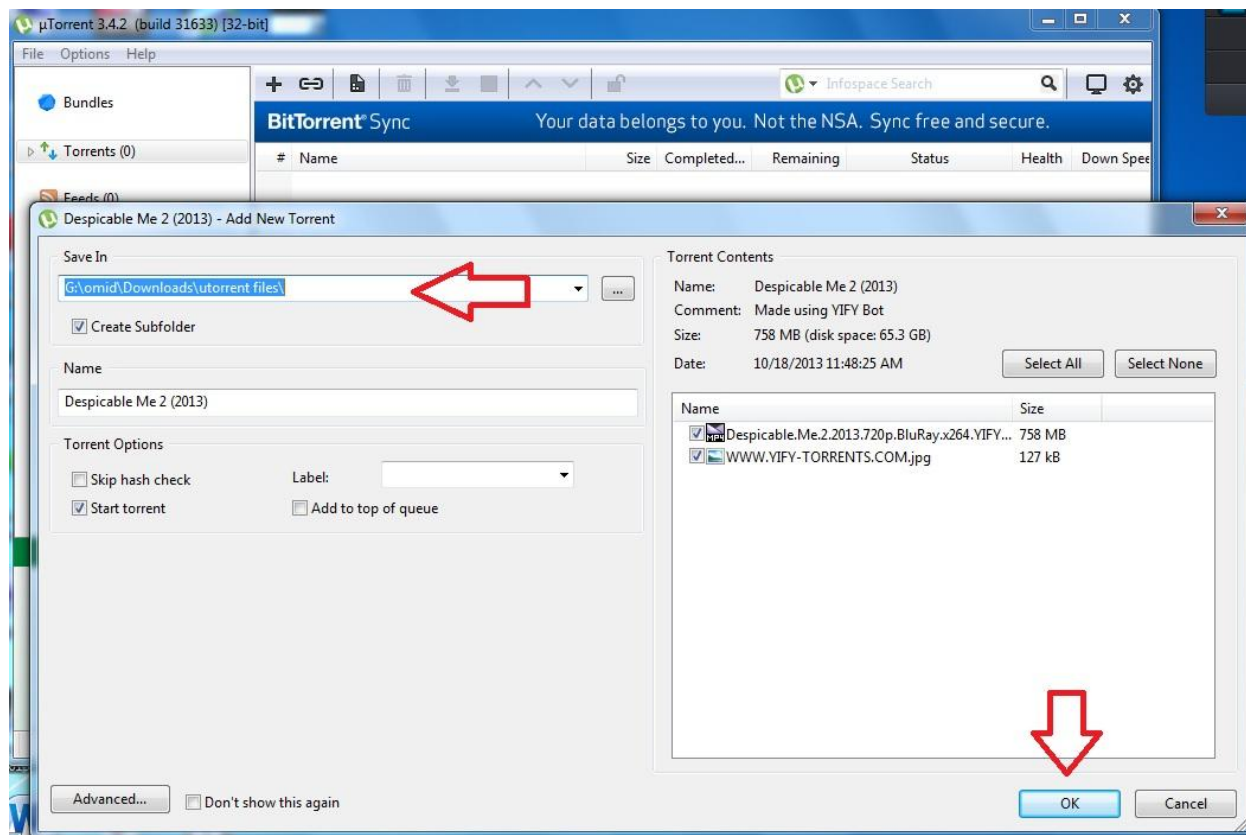 µTorrent 3.4.2 (build 31633) [32-bit]
File Options Help
Infospace Search
Bundles
BitTorrent® Sync Your data belongs to you. Not the NSA. Sync free and secure.
Torrents (0)
# Name Size Completed... Remaining Status Health Down Spee
Feeds (0)
Despicable Me 2 (2013) - Add New Torrent
Save In
G:\omid\Downloads\utorrent files\
...
Create Subfolder
Name
Despicable Me 2 (2013)
Torrent Options
Skip hash check Label:
Start torrent Add to top of queue
Torrent Contents
Name: Despicable Me 2 (2013)
Comment: Made using YIFY Bot
Size: 758 MB (disk space: 65.3 GB)
Date: 10/18/2013 11:48:25 AM Select All Select None
Name Size
Despicable.Me.2.2013.720p.BluRay.x264.YIFY... 758 MB
WWW.YIFY-TORRENTS.COM.jpg 127 kB
Advanced... Don't show this again OK Cancel